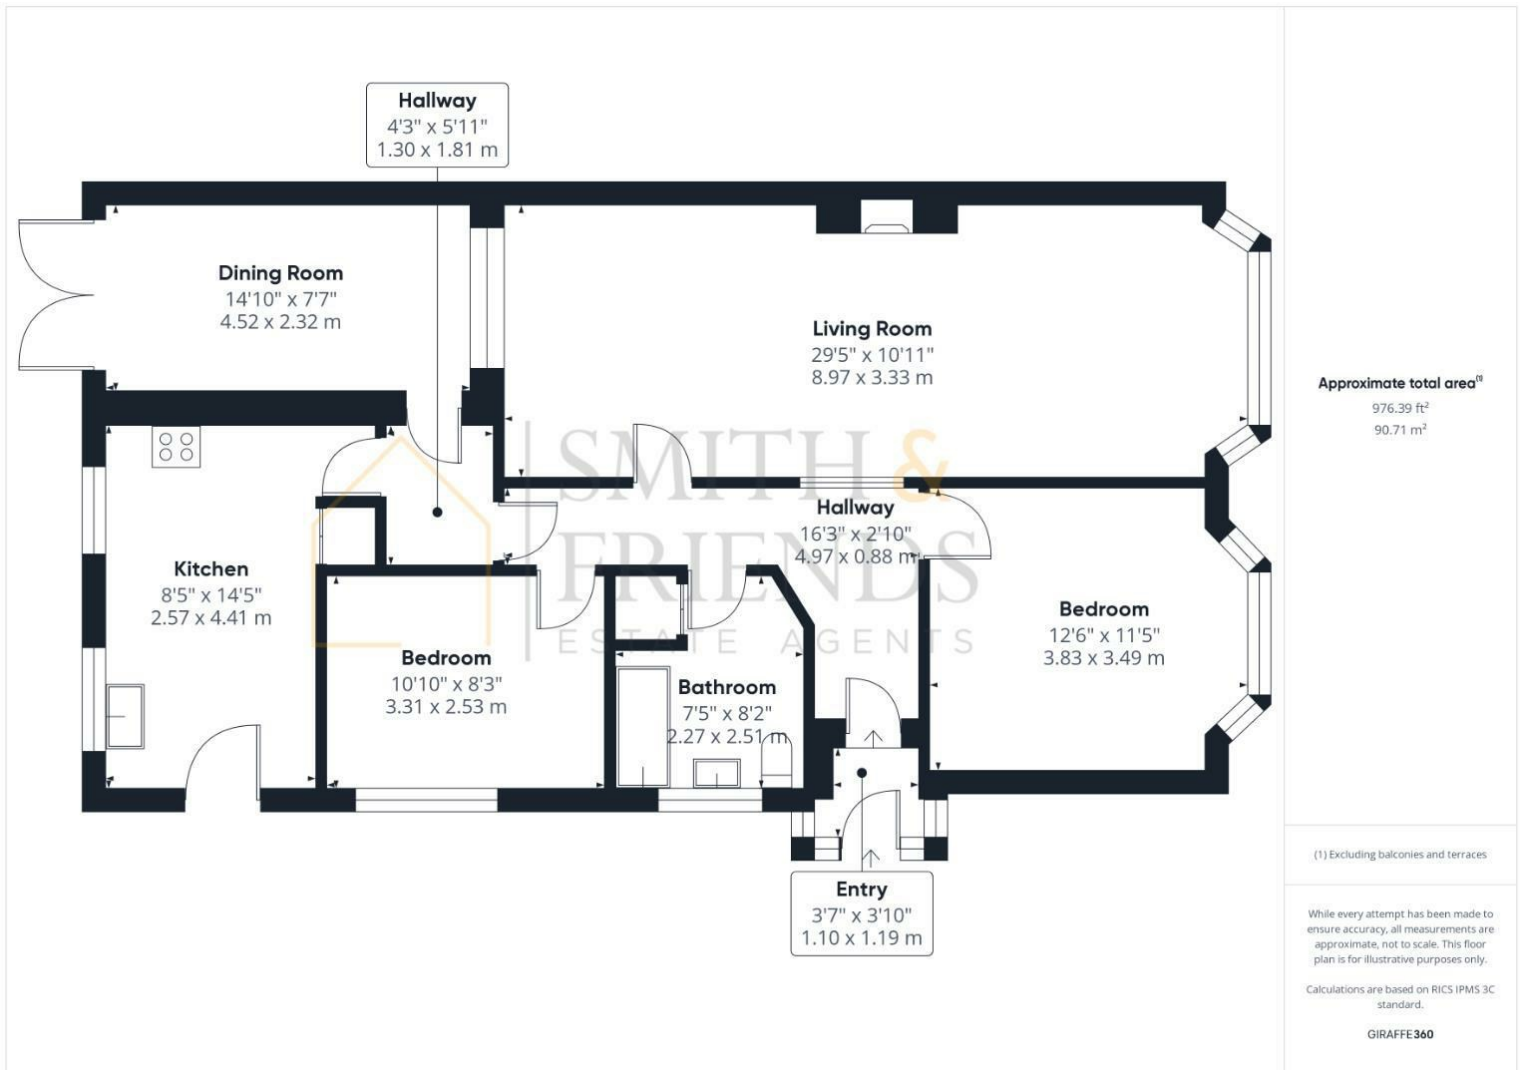 Hallway
4'3" x 5'11"
1.30 x 1.81 m
Dining Room
14'10" x 7'7"
4.52 x 2.32 m
Living Room
29'5" x 10'11"
8.97 x 3.33 m
Approximate total area(1)
976.39 ft²
90.71 m²
SMITH &
FRIENDS
ESTATE AGENTS
Hallway
16'3" x 2'10"
4.97 x 0.88 m
Kitchen
8'5" x 14'5"
2.57 x 4.41 m
Bedroom
12'6" x 11'5"
3.83 x 3.49 m
Bedroom
10'10" x 8'3"
3.31 x 2.53 m
Bathroom
7'5" x 8'2"
2.27 x 2.51 m
Entry
3'7" x 3'10"
1.10 x 1.19 m
(1) Excluding balconies and terraces
While every attempt has been made to
ensure accuracy, all measurements are
approximate, not to scale. This floor
plan is for illustrative purposes only.
Calculations are based on RICS IPMS 3C
standard.
GIRAFFE360